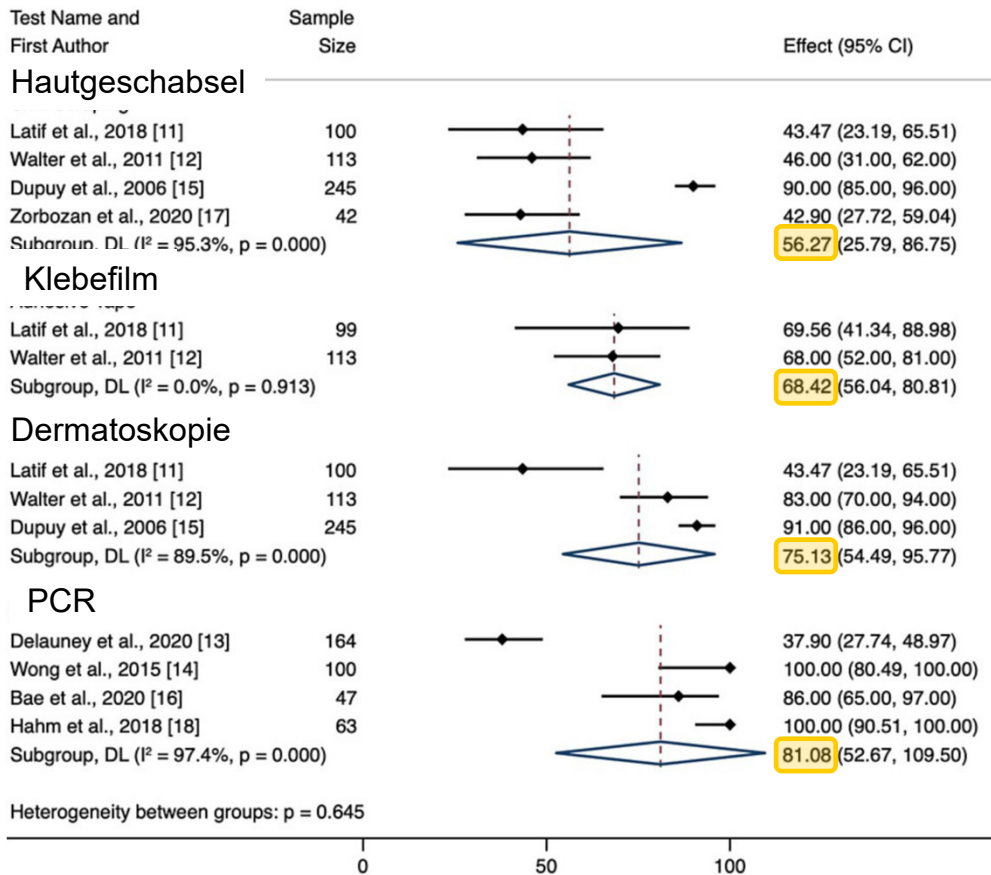 Test Name and Sample
First Author Size Effect (95% CI)
Hautgeschabsel
Latif et al., 2018 [11] 100 43.47 (23.19, 65.51)
Walter et al., 2011 [12] 113 46.00 (31.00, 62.00)
Dupuy et al., 2006 [15] 245 90.00 (85.00, 96.00)
Zorbozan et al., 2020 [17] 42 42.90 (27.72, 59.04)
Subgroup, DL (I² = 95.3%, p = 0.000) 56.27 (25.79, 86.75)
Klebefilm
Latif et al., 2018 [11] 99 69.56 (41.34, 88.98)
Walter et al., 2011 [12] 113 68.00 (52.00, 81.00)
Subgroup, DL (I² = 0.0%, p = 0.913) 68.42 (56.04, 80.81)
Dermatoskopie
Latif et al., 2018 [11] 100 43.47 (23.19, 65.51)
Walter et al., 2011 [12] 113 83.00 (70.00, 94.00)
Dupuy et al., 2006 [15] 245 91.00 (86.00, 96.00)
Subgroup, DL (I² = 89.5%, p = 0.000) 75.13 (54.49, 95.77)
PCR
Delauney et al., 2020 [13] 164 37.90 (27.74, 48.97)
Wong et al., 2015 [14] 100 100.00 (80.49, 100.00)
Bae et al., 2020 [16] 47 86.00 (65.00, 97.00)
Hahm et al., 2018 [18] 63 100.00 (90.51, 100.00)
Subgroup, DL (I² = 97.4%, p = 0.000) 81.08 (52.67, 109.50)
Heterogeneity between groups: p = 0.645
0 50 100